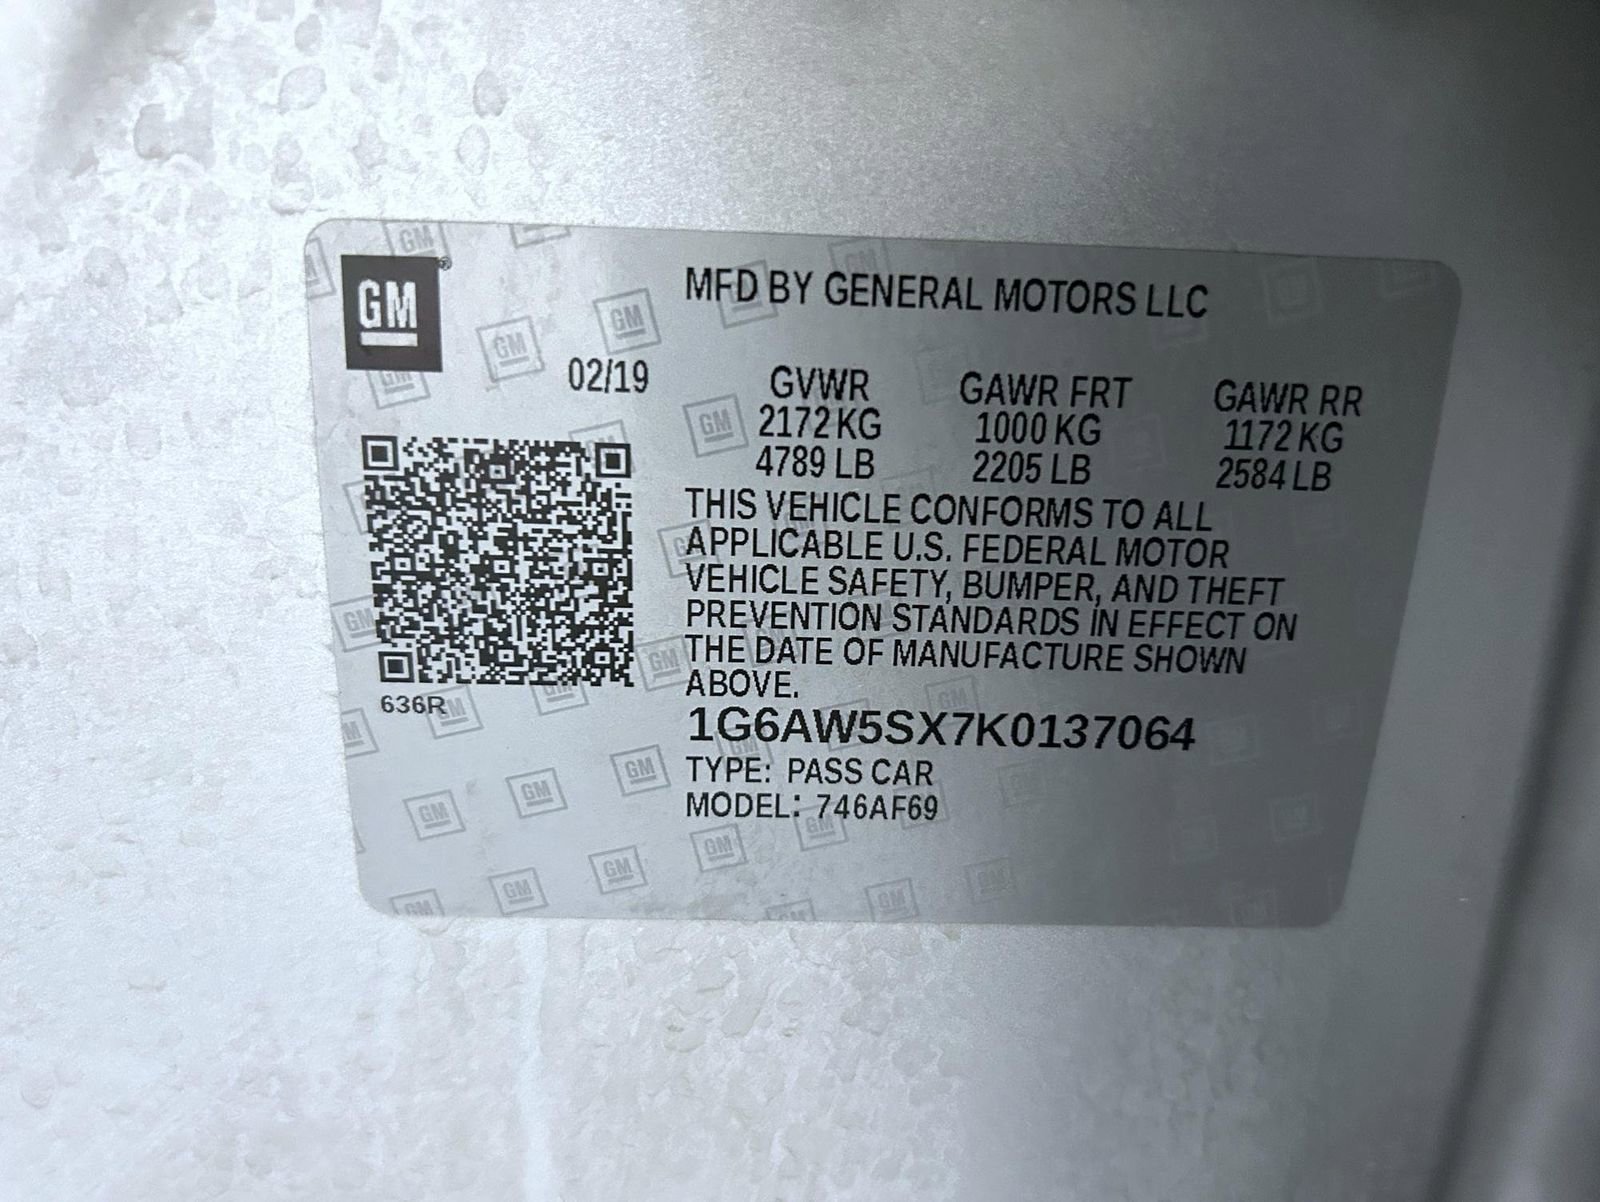 GM
MFD BY GENERAL MOTORS LLC
02/19
GVWR GAWR FRT GAWR RR
2172 KG 1000 KG 1172 KG
4789 LB 2205 LB 2584 LB
THIS VEHICLE CONFORMS TO ALL
APPLICABLE U.S. FEDERAL MOTOR
VEHICLE SAFETY, BUMPER, AND THEFT
PREVENTION STANDARDS IN EFFECT ON
THE DATE OF MANUFACTURE SHOWN
ABOVE.
636R
1G6AW5SX7K0137064
TYPE: PASS CAR
MODEL: 746AF69